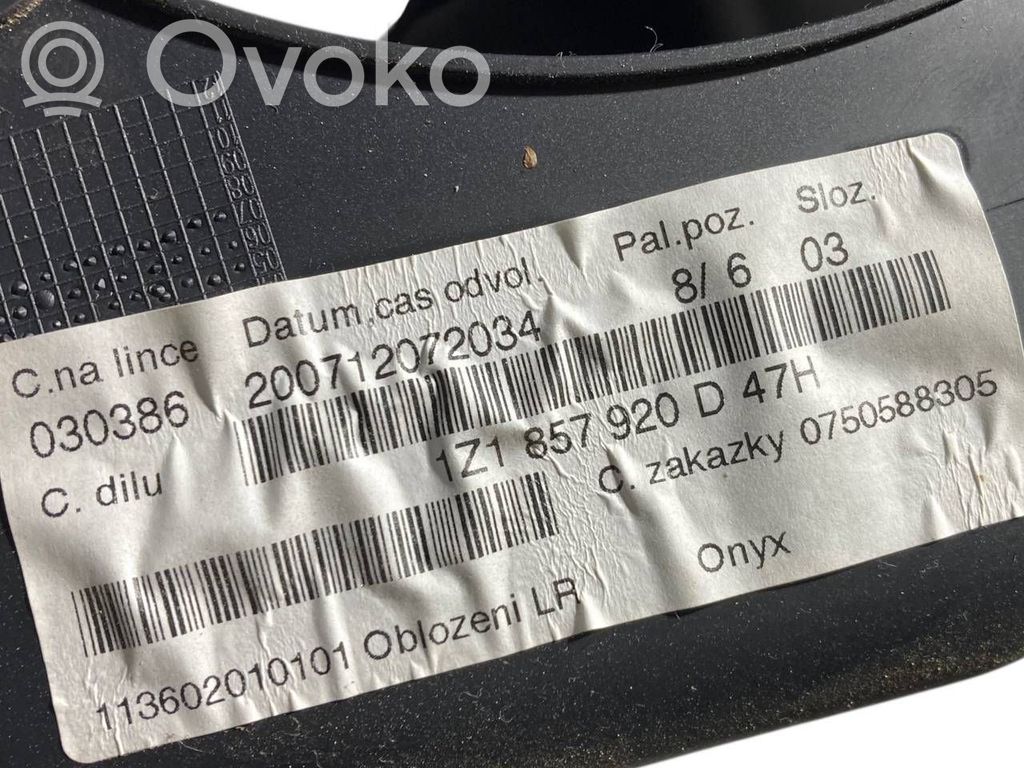 Ovoko
C.na lince Datum,cas odvol. Pal.poz. Sloz.
030386 200712072034 8/ 6 03
C. dilu 1Z1 857 920 D 47H
C. zakazky 0750588305
113602010101 Oblozeni LR Onyx